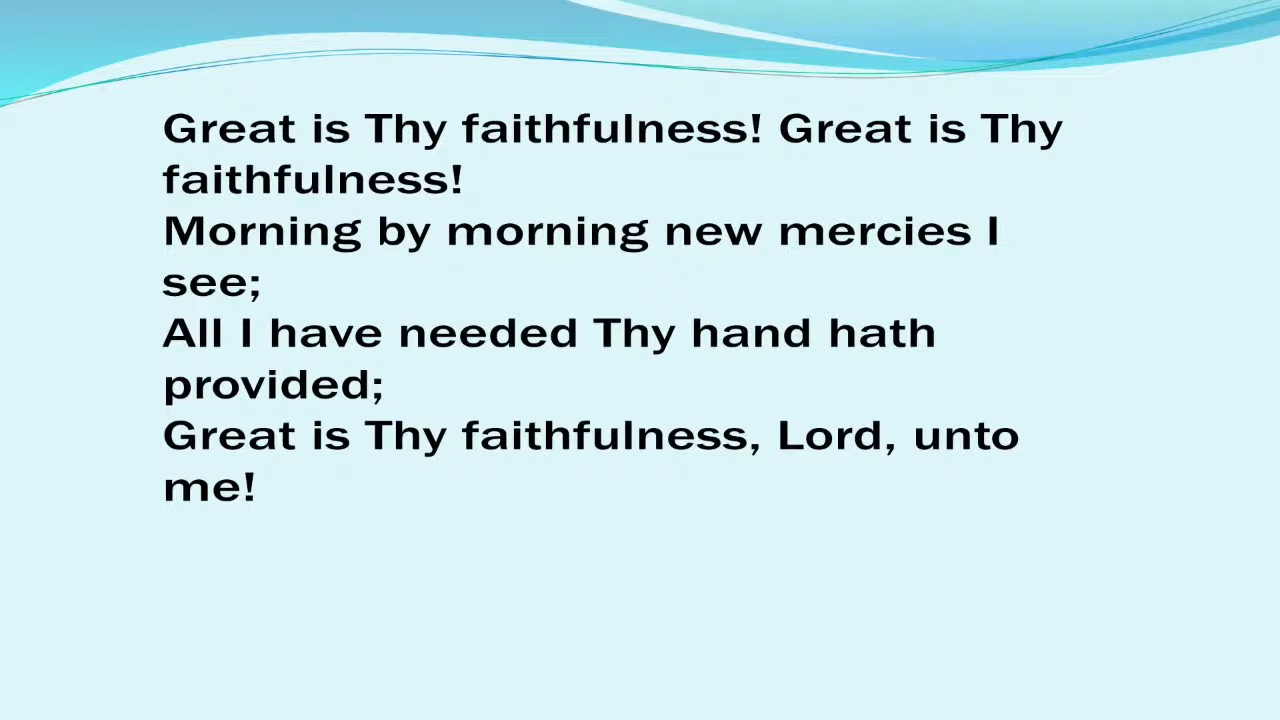 Great is Thy faithfulness! Great is Thy
faithfulness!
Morning by morning new mercies I
see;
All I have needed Thy hand hath
provided;
Great is Thy faithfulness, Lord, unto
me!